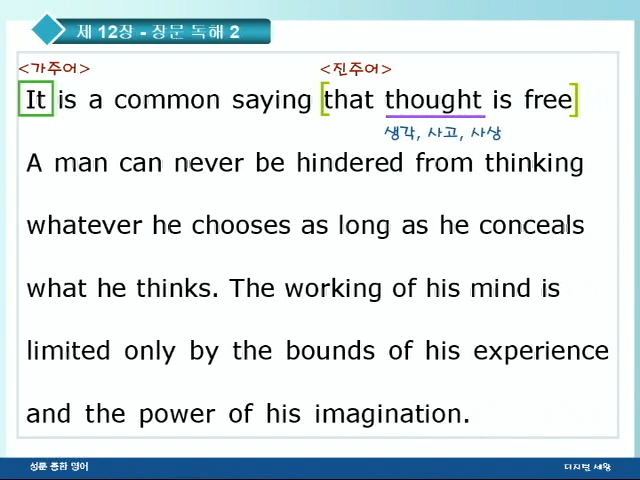 제 12장 - 장문 독해 2
<가주어> <진주어>
It is a common saying [that thought is free]
생각, 사고, 사상
A man can never be hindered from thinking
whatever he chooses as long as he conceals
what he thinks. The working of his mind is
limited only by the bounds of his experience
and the power of his imagination.
성문 종합 영어 디지털 세왕